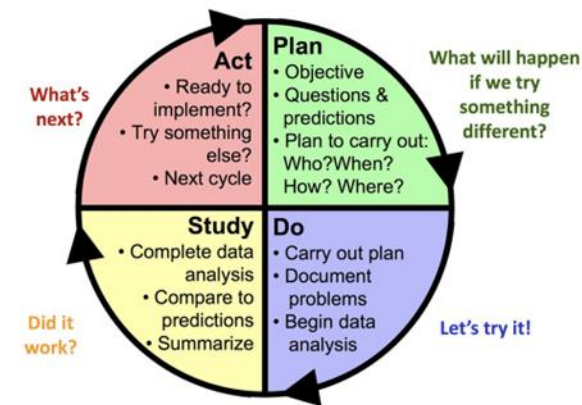 Plan
• Objective
• Questions &
predictions
• Plan to carry out:
Who?When?
How? Where?
What will happen
if we try
something
different?
Do
• Carry out plan
• Document
problems
• Begin data
analysis
Let's try it!
Study
• Complete data
analysis
• Compare to
predictions
• Summarize
Did it
work?
Act
• Ready to
implement?
• Try something
else?
• Next cycle
What's
next?